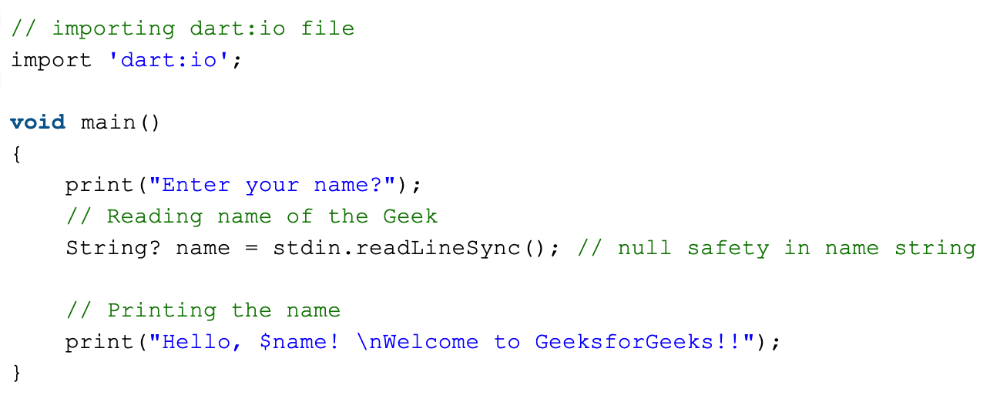 // importing dart:io file
import 'dart:io';
void main()
{
print("Enter your name?");
// Reading name of the Geek
String? name = stdin.readLineSync(); // null safety in name string
// Printing the name
print("Hello, $name! \nWelcome to GeeksforGeeks!!");
}